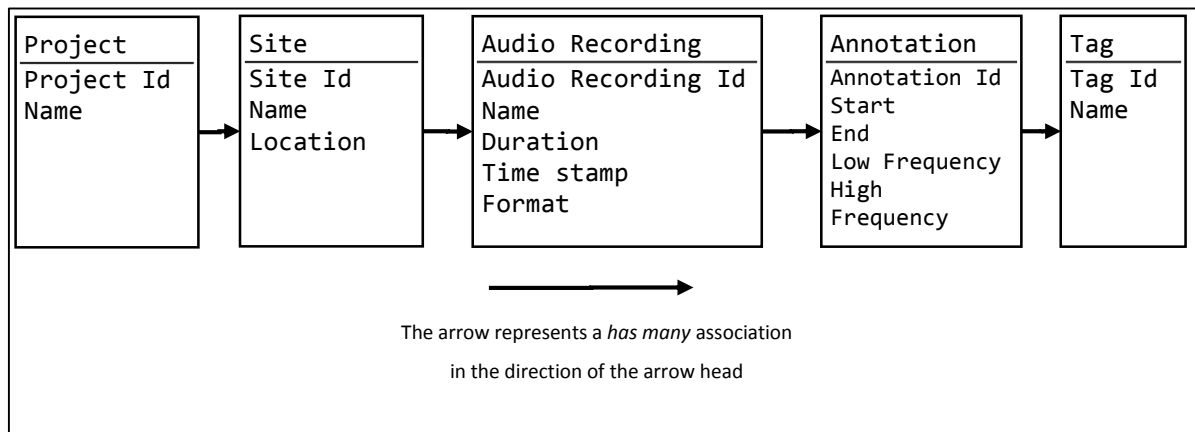 Project
Project Id
Name
Site
Site Id
Name
Location
Audio Recording
Audio Recording Id
Name
Duration
Time stamp
Format
Annotation
Annotation Id
Start
End
Low Frequency
High
Frequency
Tag
Tag Id
Name
The arrow represents a has many association
in the direction of the arrow head